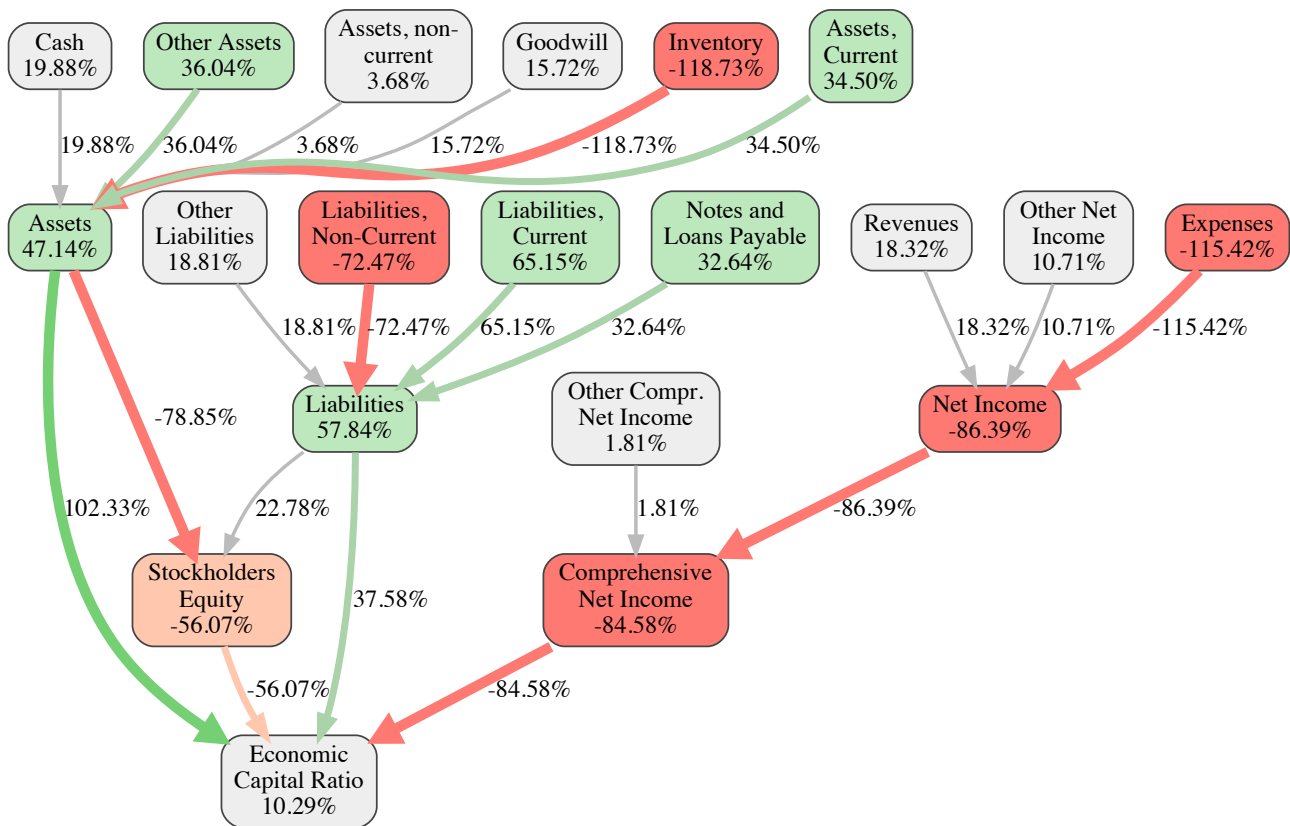 Cash
19.88%
Other Assets
36.04%
Assets, non-
current
3.68%
Goodwill
15.72%
Inventory
-118.73%
Assets,
Current
34.50%
19.88%
36.04%
3.68%
15.72%
-118.73%
34.50%
Assets
47.14%
Other
Liabilities
18.81%
Liabilities,
Non-Current
-72.47%
Liabilities,
Current
65.15%
Notes and
Loans Payable
32.64%
Revenues
18.32%
Other Net
Income
10.71%
Expenses
-115.42%
18.81%
-72.47%
65.15%
32.64%
18.32%
10.71%
-115.42%
-78.85%
Liabilities
57.84%
Other Compr.
Net Income
1.81%
Net Income
-86.39%
102.33%
22.78%
1.81%
-86.39%
Stockholders
Equity
-56.07%
37.58%
Comprehensive
Net Income
-84.58%
-56.07%
-84.58%
Economic
Capital Ratio
10.29%